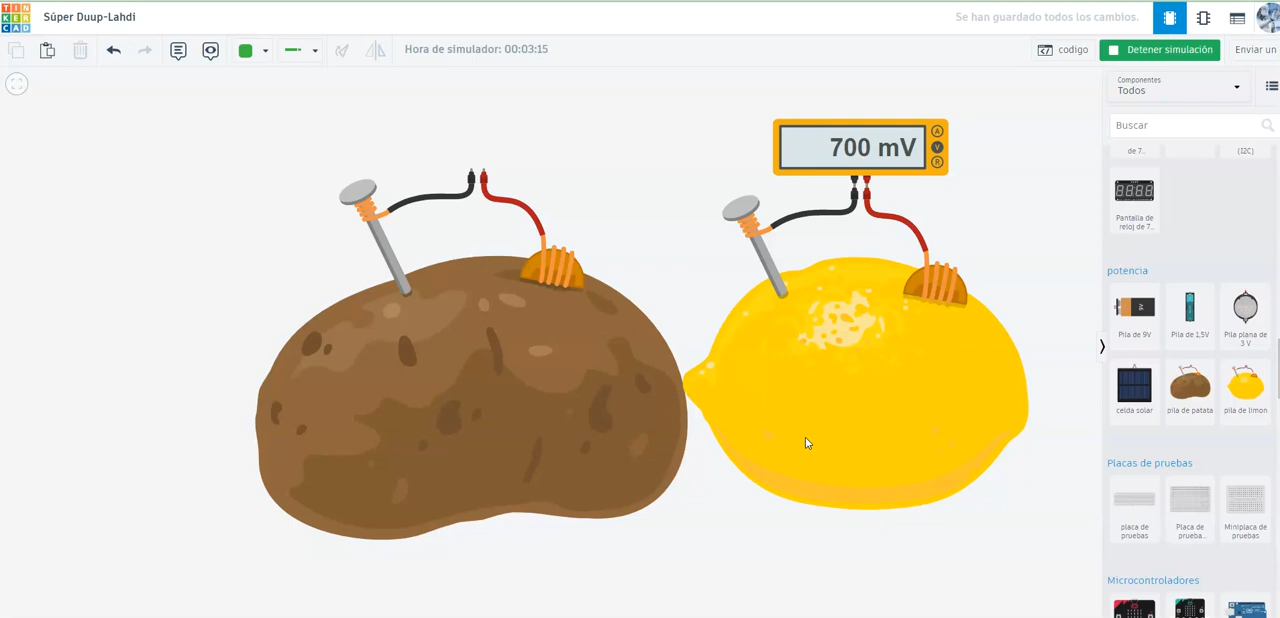 TIN
KER
CAD
Súper Duup-Lahdi
Se han guardado todos los cambios.
Hora de simulador: 00:03:15
codigo
Detener simulación
Enviar un
Componentes
Todos
Buscar
de 7..
(I2C)
Pantalla de
reloj de 7..
potencia
9V
Pila de 9V
Pila de 1,5V
Pila plana de
3 V
celda solar
pila de patata
pila de limon
Placas de pruebas
placa de
pruebas
Placa de
prueba...
Miniplaca de
pruebas
Microcontroladores
700 mV
A
V
R